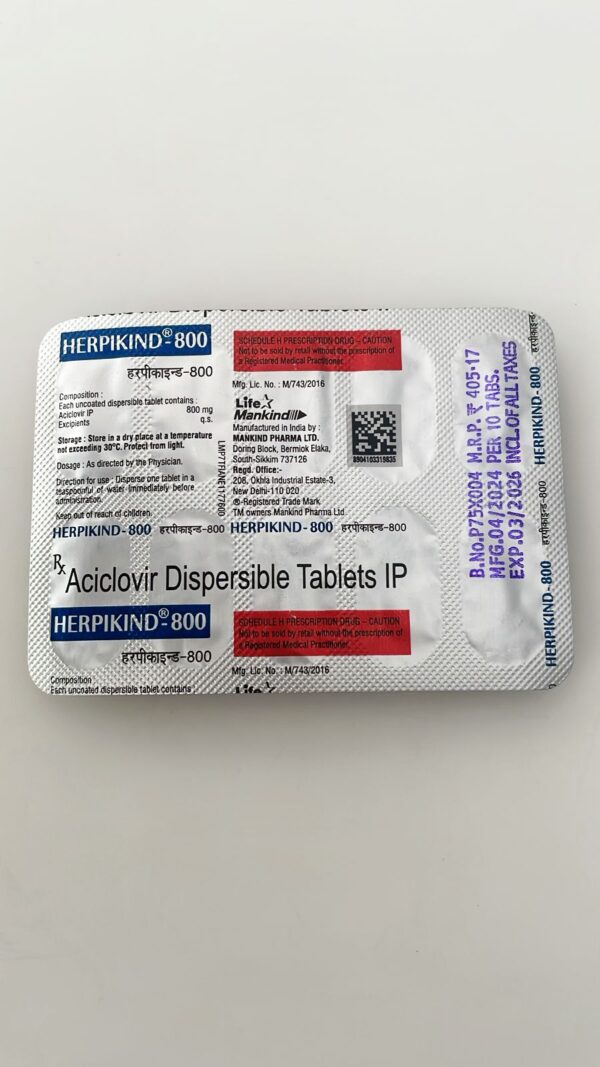 HERPIKIND®-800
हरपीकाइन्ड-800
Composition :
Each uncoated dispersible tablet contains :
Aciclovir IP 800 mg
Excipients q.s.
Storage : Store in a dry place at a temperature
not exceeding 30°C. Protect from light.
Dosage : As directed by the Physician.
Direction for use : Disperse one tablet in a
teaspoonful of water immediately before
administration.
Keep out of reach of children.
SCHEDULE H PRESCRIPTION DRUG – CAUTION
Not to be sold by retail without the prescription of
a Registered Medical Practitioner.
Mfg. Lic. No. : M/743/2016
Life
Mankind
Manufactured in India by :
MANKIND PHARMA LTD.
Doring Block, Bermiok Elaka,
South-Sikkim 737126
Regd. Office:-
208, Okhla Industrial Estate-3,
New Delhi-110 020
®-Registered Trade Mark
TM owners Mankind Pharma Ltd.
8904103319835
HERPIKIND-800 हरपीकाइन्ड-800 HERPIKIND-800 हरपीकाइन्ड-800
Rx Aciclovir Dispersible Tablets IP
HERPIKIND®-800
हरपीकाइन्ड-800
Composition
Each uncoated dispersible tablet contains
SCHEDULE H PRESCRIPTION DRUG – CAUTION
Not to be sold by retail without the prescription of
a Registered Medical Practitioner.
Mfg. Lic. No. : M/743/2016
Life
B.No.P75X004 M.R.P. ₹ 405.17
MFG.04/2024 PER 10 TABS.
EXP.03/2026 INCL.OF ALL TAXES
HERPIKIND-800 हरपीकाइन्ड-800 HERPIKIND-800 हरपीकाइन्ड-800